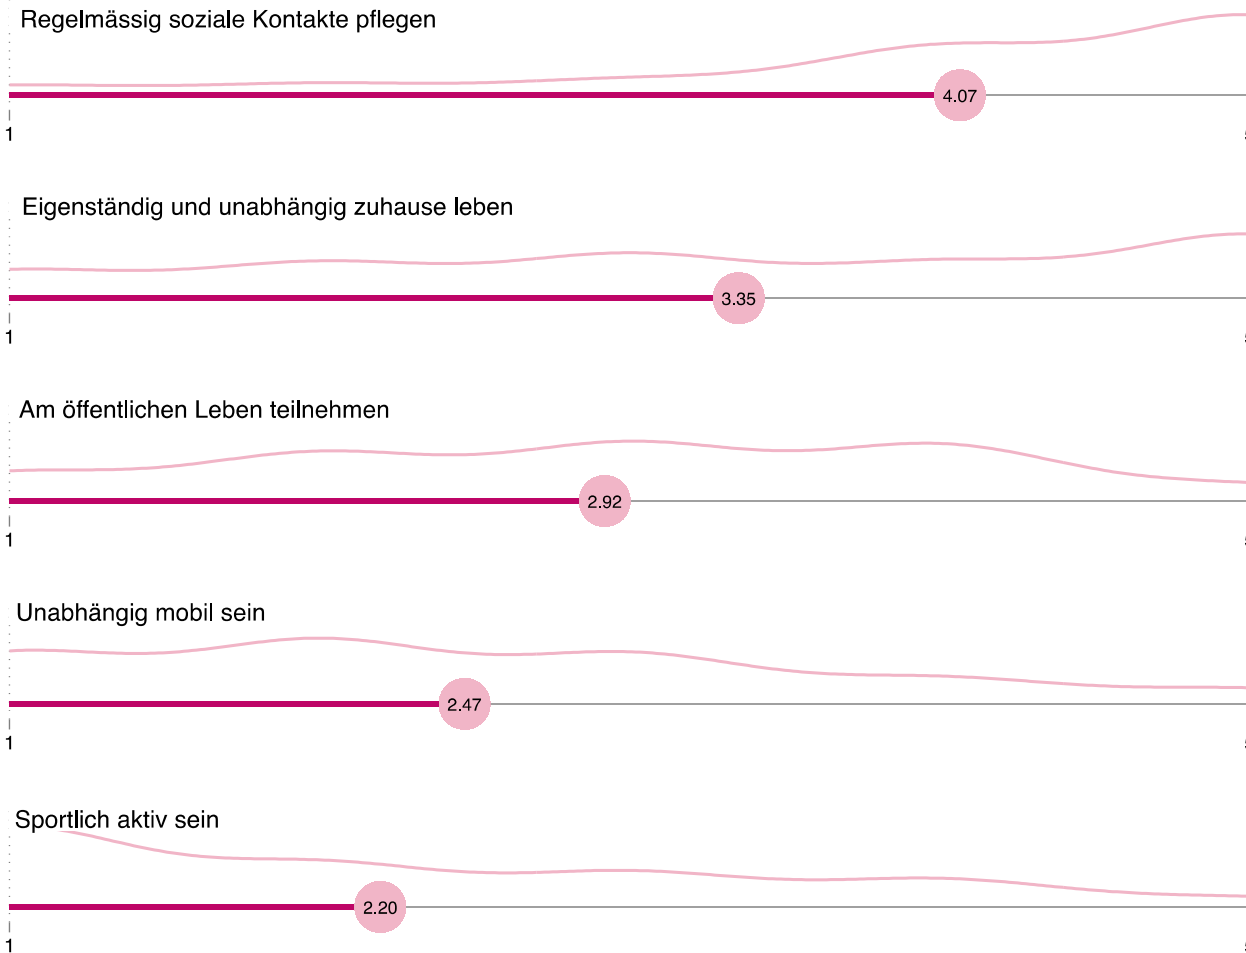 Regelmässig soziale Kontakte pflegen
4.07
1
Eigenständig und unabhängig zuhause leben
3.35
1
Am öffentlichen Leben teilnehmen
2.92
1
Unabhängig mobil sein
2.47
1
Sportlich aktiv sein
2.20
1